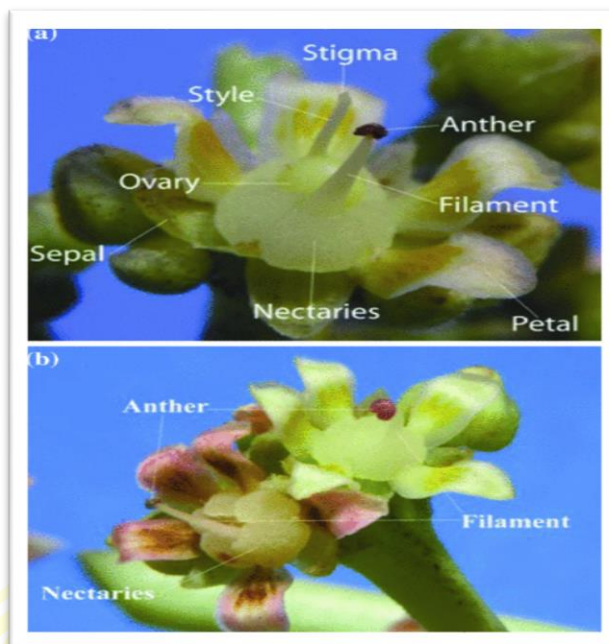 (a)
Stigma
Style
Anther
Ovary
Filament
Sepal
Nectaries
Petal
(b)
Anther
Filament
Nectaries